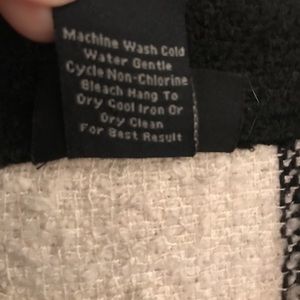 Machine Wash Cold
Water Gentle
Cycle Non-Chlorine
Bleach Hang To
Dry Cool Iron Or
Dry Clean
For Best Result